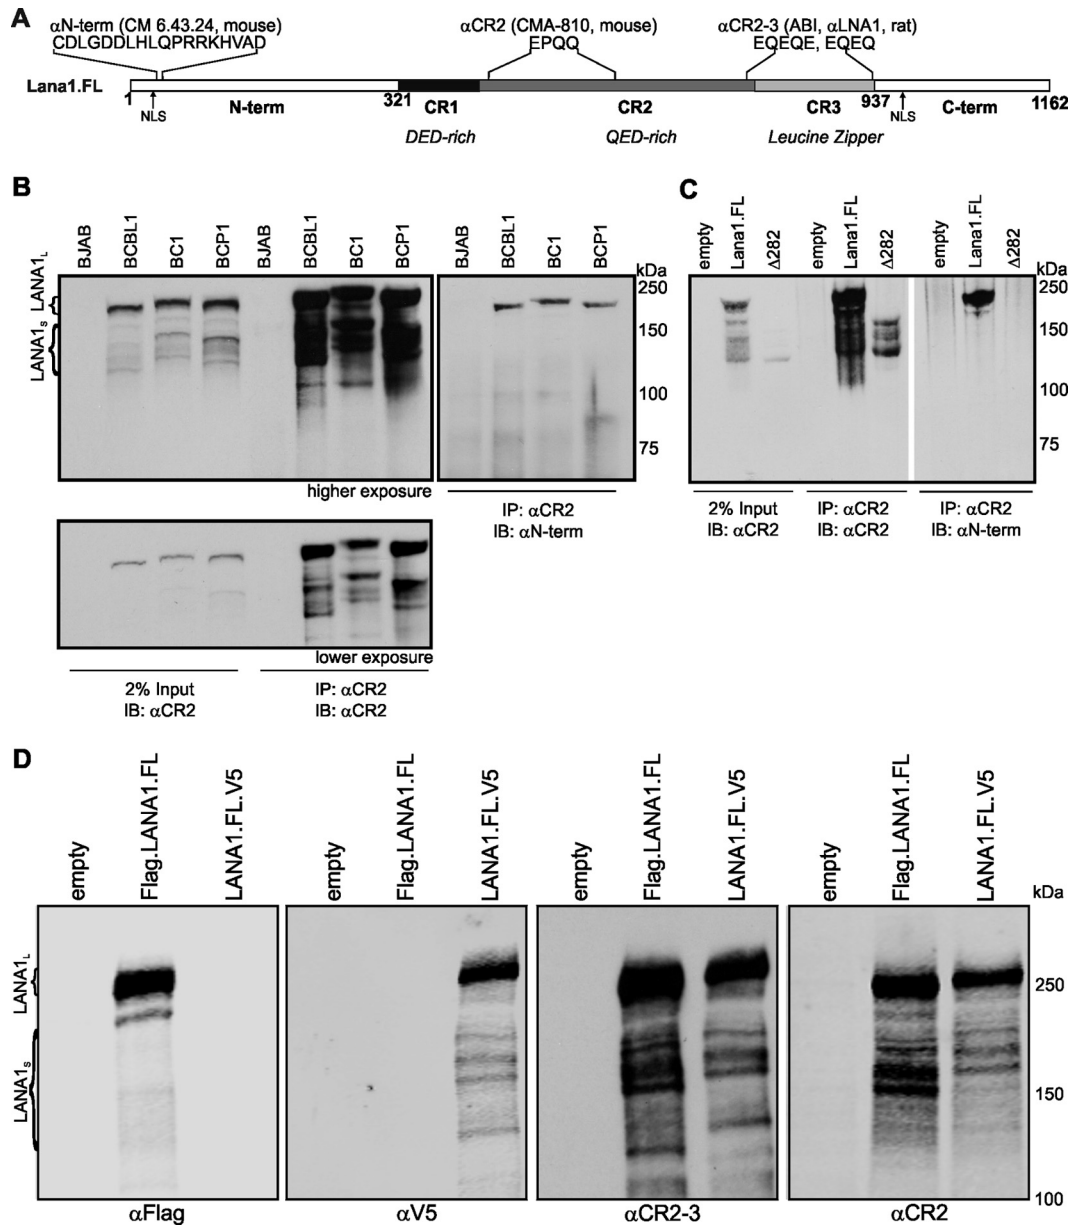 A
αN-term (CM 6.43.24, mouse)
CDLGDDLHLQPRRKHVAD
αCR2 (CMA-810, mouse)
EPQQ
αCR2-3 (ABI, αLNA1, rat)
EQEQE, EQEQ
Lana1.FL
1
NLS
N-term
321
CR1
CR2
CR3
937
NLS
C-term
1162
DED-rich
QED-rich
Leucine Zipper
B
BJAB
BCBL1
BC1
BCP1
BJAB
BCBL1
BC1
BCP1
BJAB
BCBL1
BC1
BCP1
LANA1L
LANA1S
kDa
250
150
100
75
higher exposure
IP: αCR2
IB: αN-term
lower exposure
2% Input
IB: αCR2
IP: αCR2
IB: αCR2
C
empty
Lana1.FL
Δ282
empty
Lana1.FL
Δ282
empty
Lana1.FL
Δ282
kDa
250
150
100
75
2% Input
IB: αCR2
IP: αCR2
IB: αCR2
IP: αCR2
IB: αN-term
D
empty
Flag.LANA1.FL
LANA1.FL.V5
empty
Flag.LANA1.FL
LANA1.FL.V5
empty
Flag.LANA1.FL
LANA1.FL.V5
empty
Flag.LANA1.FL
LANA1.FL.V5
LANA1L
LANA1S
kDa
250
150
100
αFlag
αV5
αCR2-3
αCR2